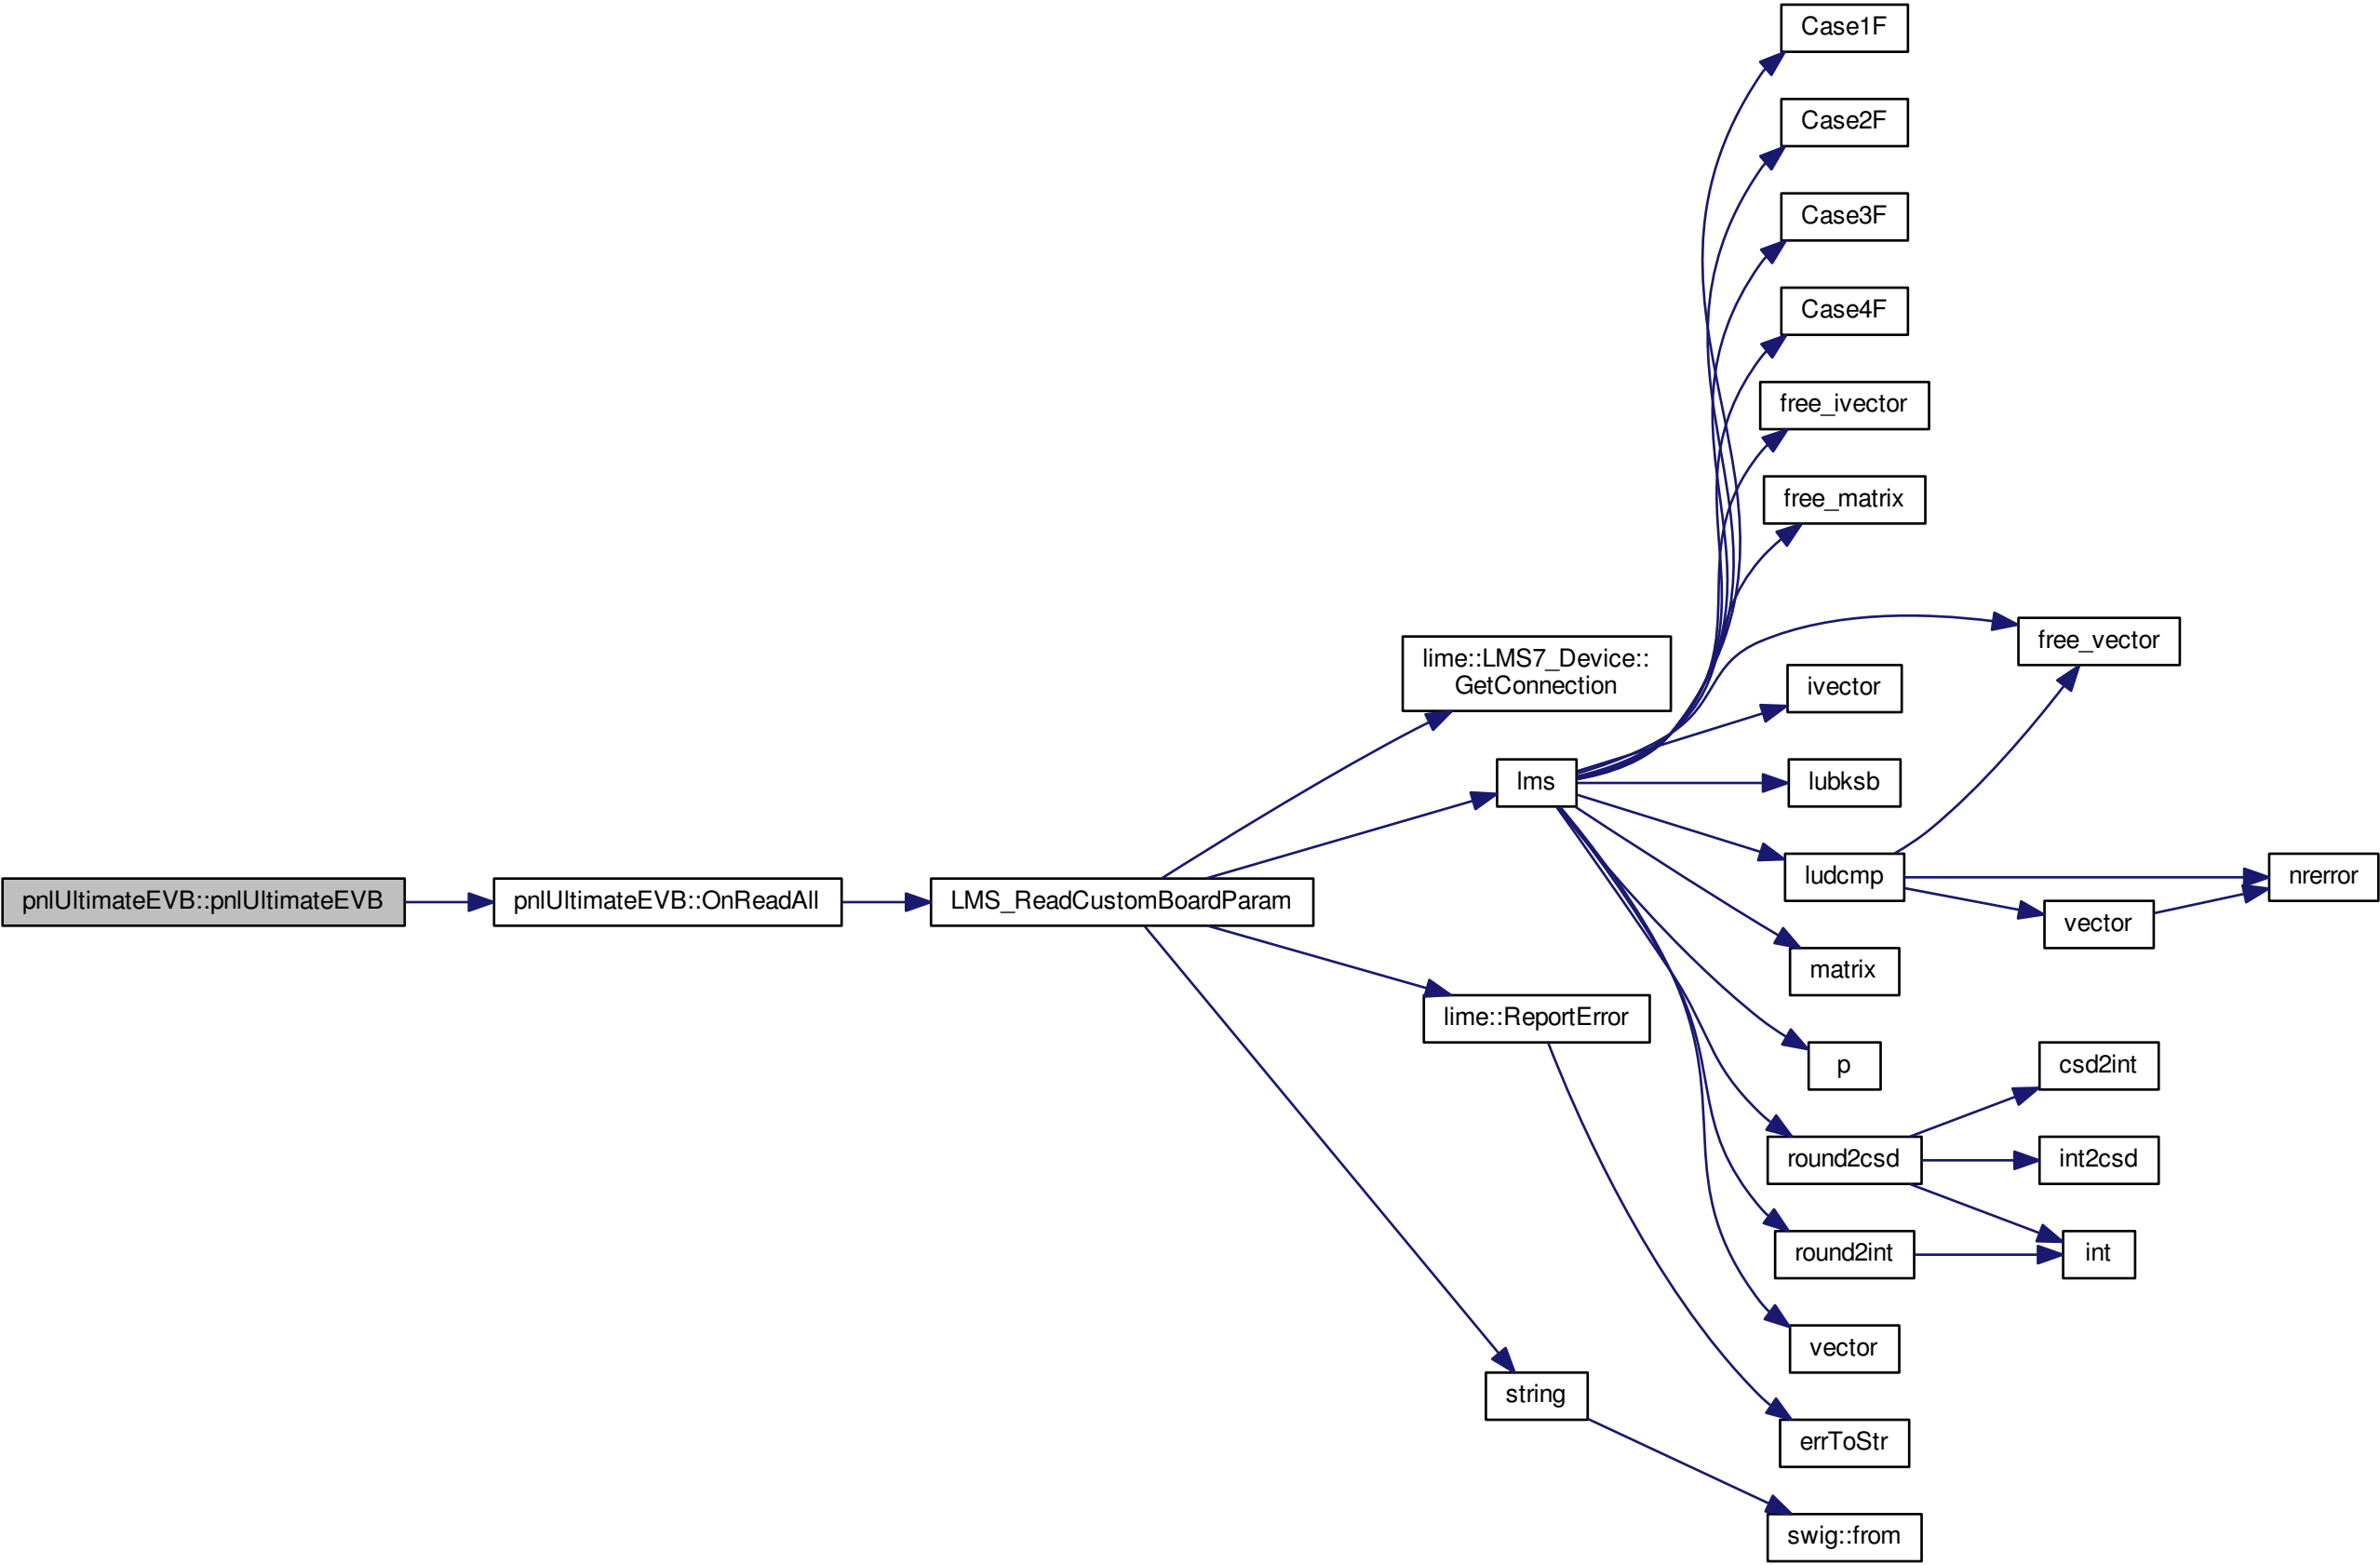 Case1F
Case2F
Case3F
Case4F
free_ivector
free_matrix
free_vector
lime::LMS7_Device::
GetConnection
ivector
lms
lubksb
ludcmp
nrerror
pnlUltimateEVB::pnlUltimateEVB
pnlUltimateEVB::OnReadAll
LMS_ReadCustomBoardParam
vector
matrix
lime::ReportError
p
csd2int
round2csd
int2csd
round2int
int
vector
string
errToStr
swig::from